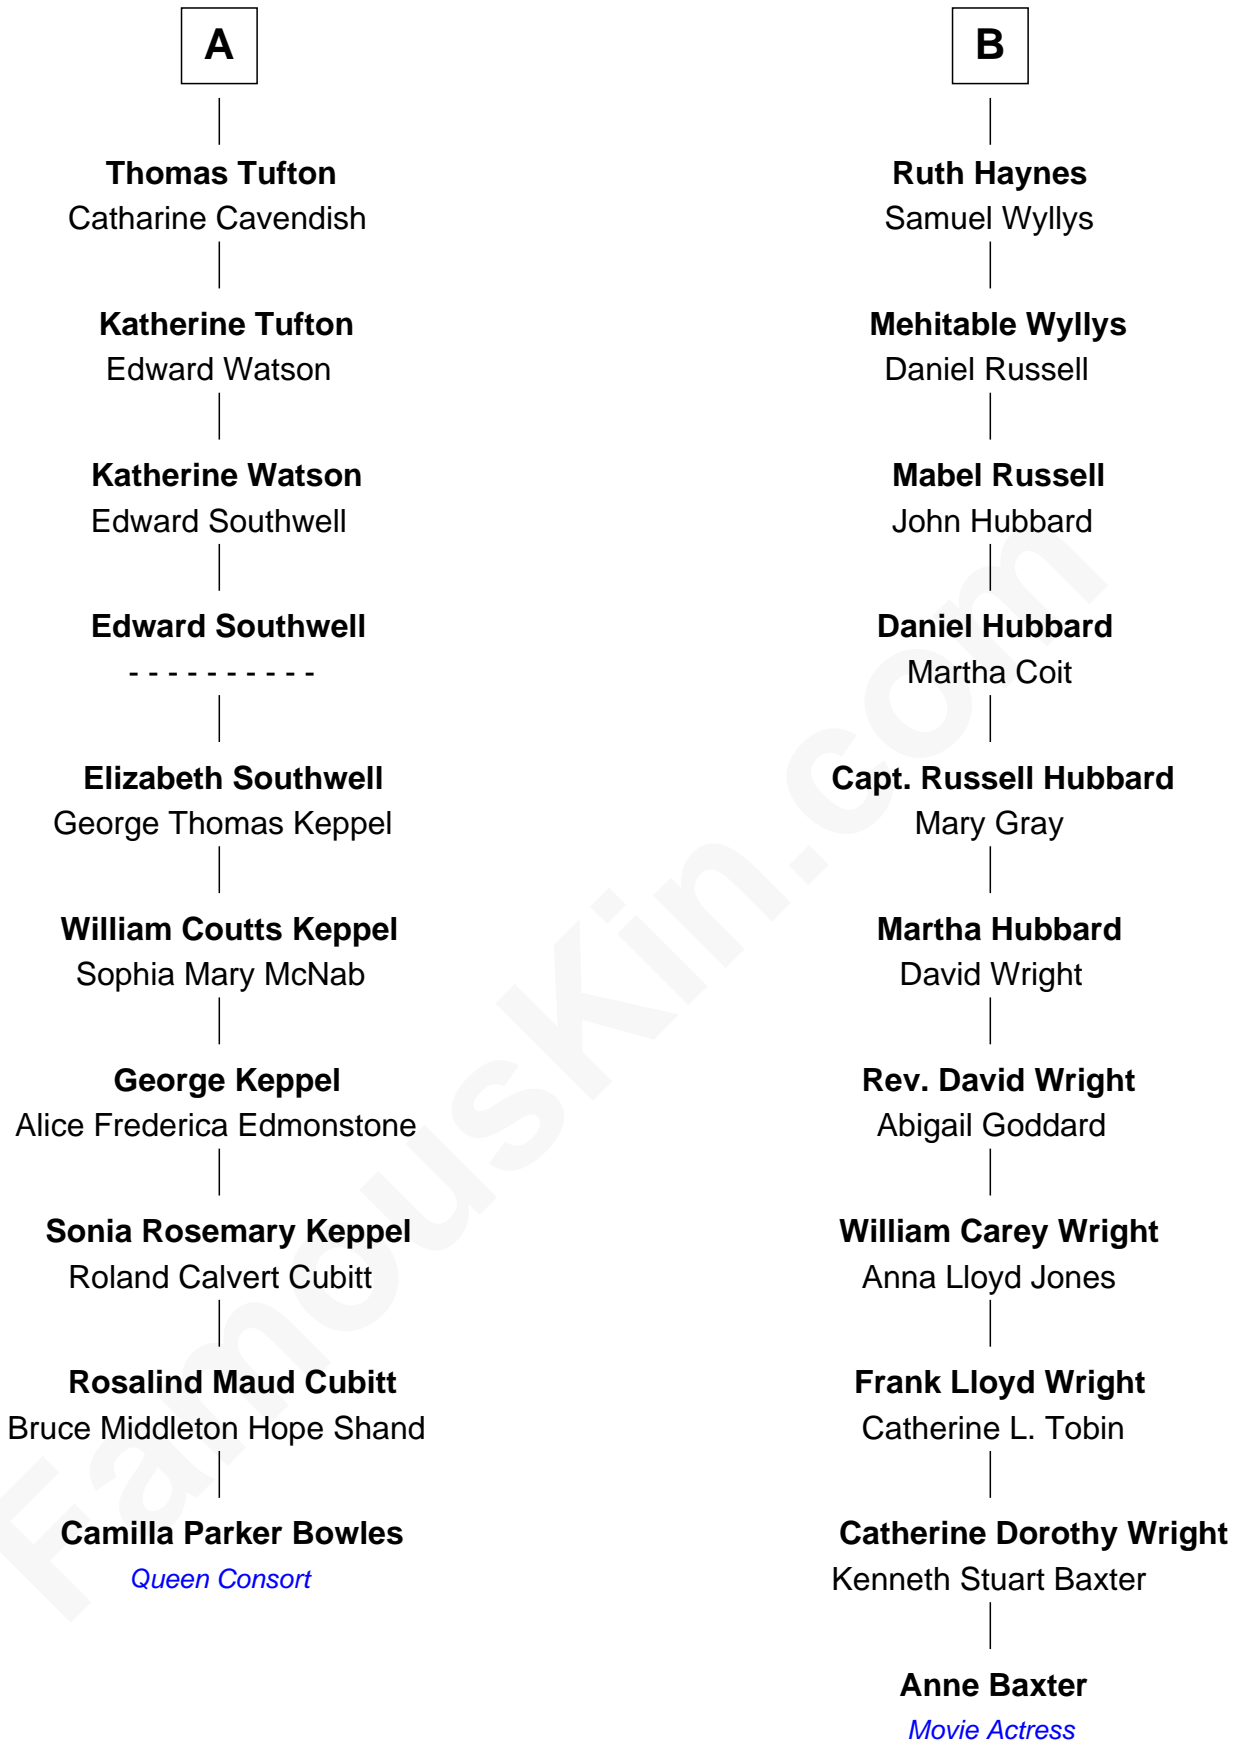 A
Thomas Tufton
Catharine Cavendish
Katherine Tufton
Edward Watson
Katherine Watson
Edward Southwell
Edward Southwell
- - - - - - - - - -
Elizabeth Southwell
George Thomas Keppel
William Coutts Keppel
Sophia Mary McNab
George Keppel
Alice Frederica Edmonstone
Sonia Rosemary Keppel
Roland Calvert Cubitt
Rosalind Maud Cubitt
Bruce Middleton Hope Shand
Camilla Parker Bowles
Queen Consort
B
Ruth Haynes
Samuel Wyllys
Mehitable Wyllys
Daniel Russell
Mabel Russell
John Hubbard
Daniel Hubbard
Martha Coit
Capt. Russell Hubbard
Mary Gray
Martha Hubbard
David Wright
Rev. David Wright
Abigail Goddard
William Carey Wright
Anna Lloyd Jones
Frank Lloyd Wright
Catherine L. Tobin
Catherine Dorothy Wright
Kenneth Stuart Baxter
Anne Baxter
Movie Actress
FamousKin.com